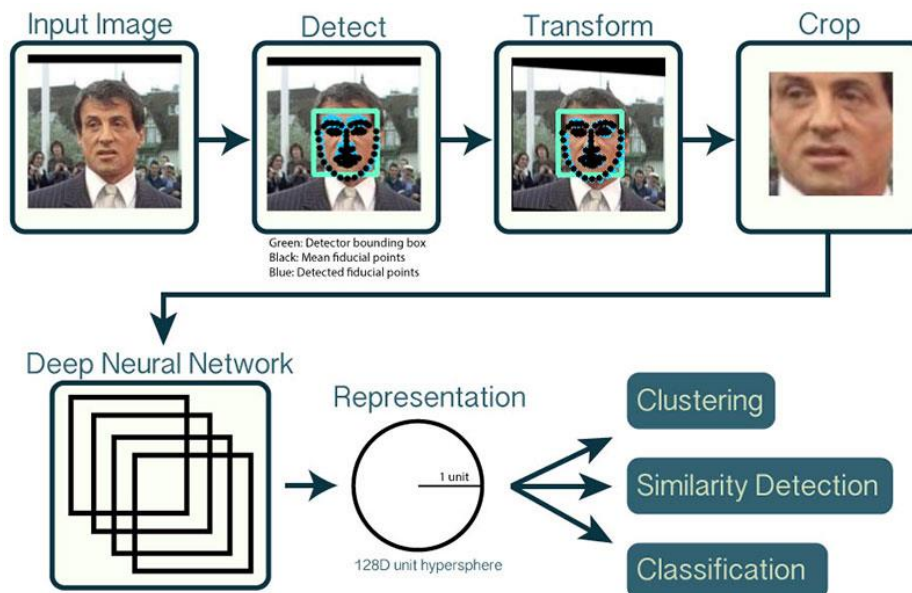 Input Image
Detect
Transform
Crop
Green: Detector bounding box
Black: Mean fiducial points
Blue: Detected fiducial points
Deep Neural Network
Representation
1 unit
128D unit hypersphere
Clustering
Similarity Detection
Classification